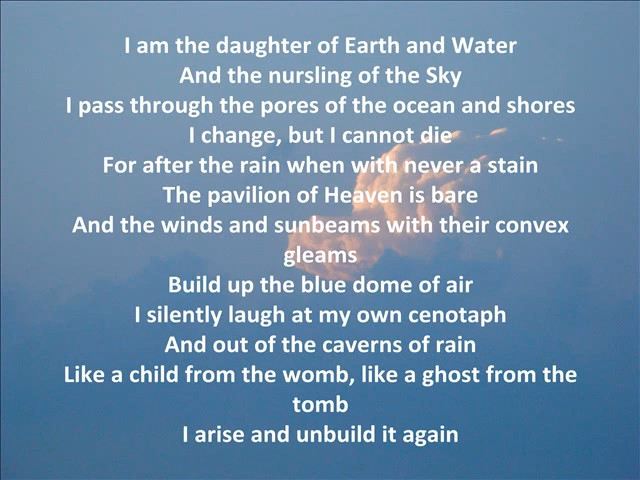 I am the daughter of Earth and Water
And the nursling of the Sky
I pass through the pores of the ocean and shores
I change, but I cannot die
For after the rain when with never a stain
The pavilion of Heaven is bare
And the winds and sunbeams with their convex
gleams
Build up the blue dome of air
I silently laugh at my own cenotaph
And out of the caverns of rain
Like a child from the womb, like a ghost from the
tomb
I arise and unbuild it again